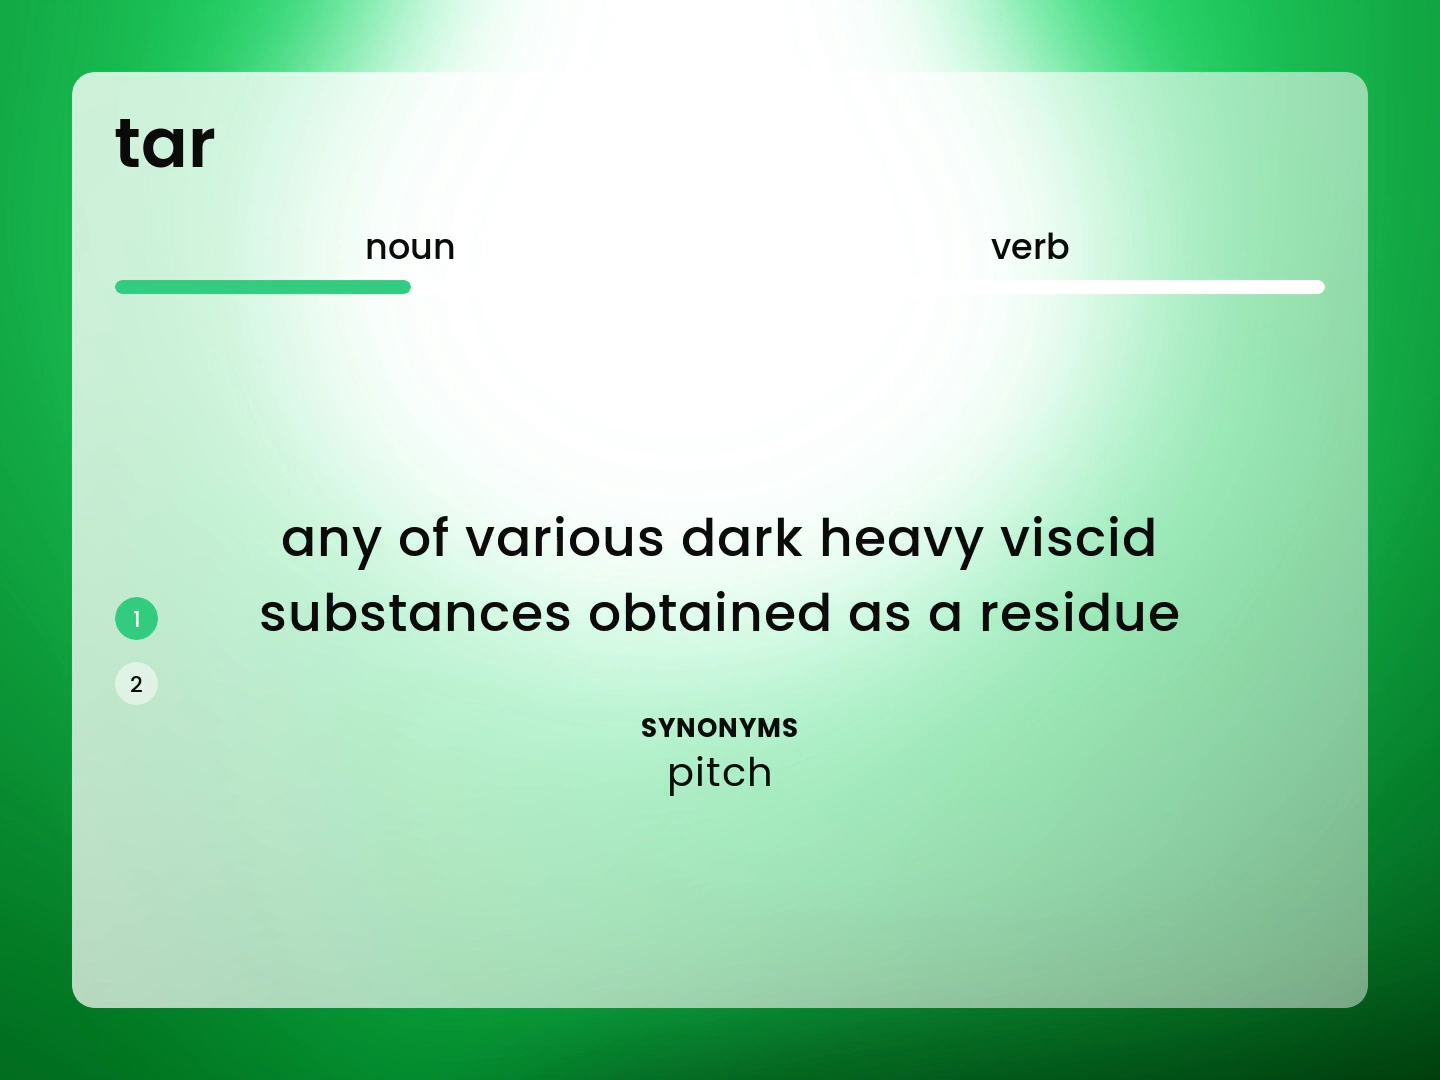 tar
noun
verb
any of various dark heavy viscid
substances obtained as a residue
1
2
SYNONYMS
pitch